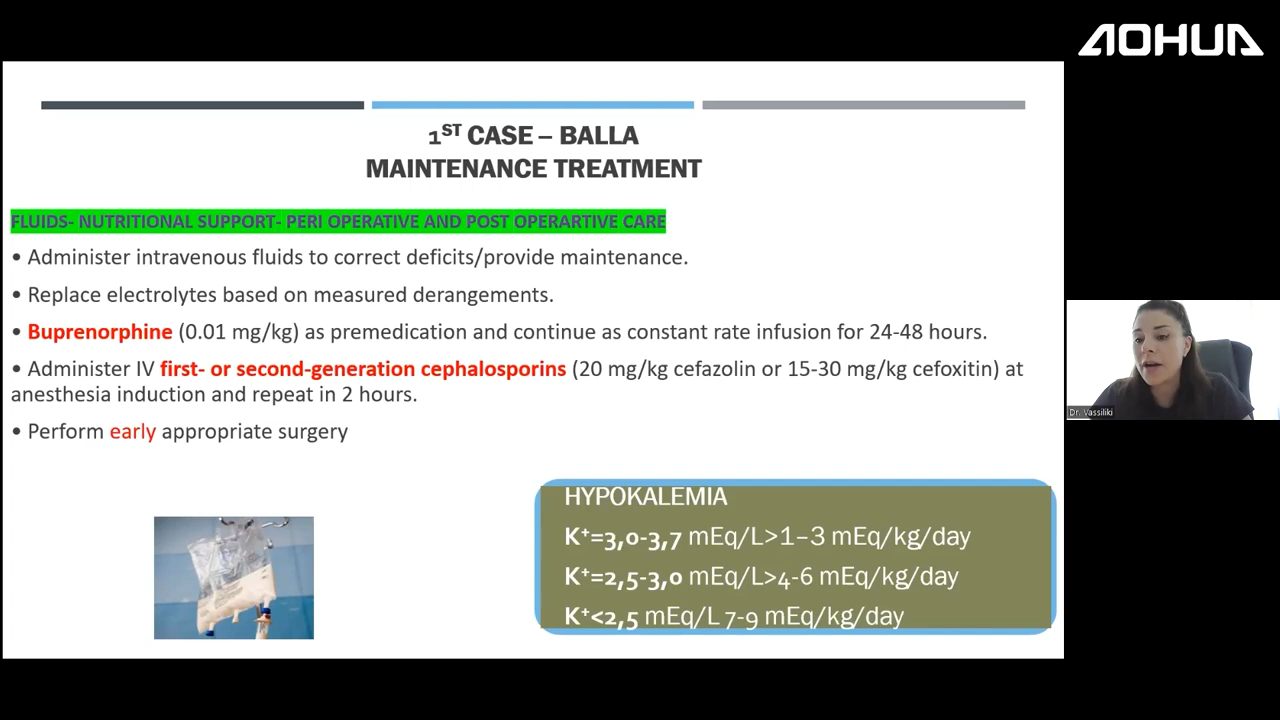 AOHUA
1ST CASE – BALLA
MAINTENANCE TREATMENT
FLUIDS- NUTRITIONAL SUPPORT- PERI OPERATIVE AND POST OPERARTIVE CARE
• Administer intravenous fluids to correct deficits/provide maintenance.
• Replace electrolytes based on measured derangements.
• Buprenorphine (0.01 mg/kg) as premedication and continue as constant rate infusion for 24-48 hours.
• Administer IV first- or second-generation cephalosporins (20 mg/kg cefazolin or 15-30 mg/kg cefoxitin) at
anesthesia induction and repeat in 2 hours.
• Perform early appropriate surgery
HYPOKALEMIA
K⁺=3,0-3,7 mEq/L>1–3 mEq/kg/day
K⁺=2,5-3,0 mEq/L>4-6 mEq/kg/day
K⁺<2,5 mEq/L 7-9 mEq/kg/day
Dr. Vassiliki